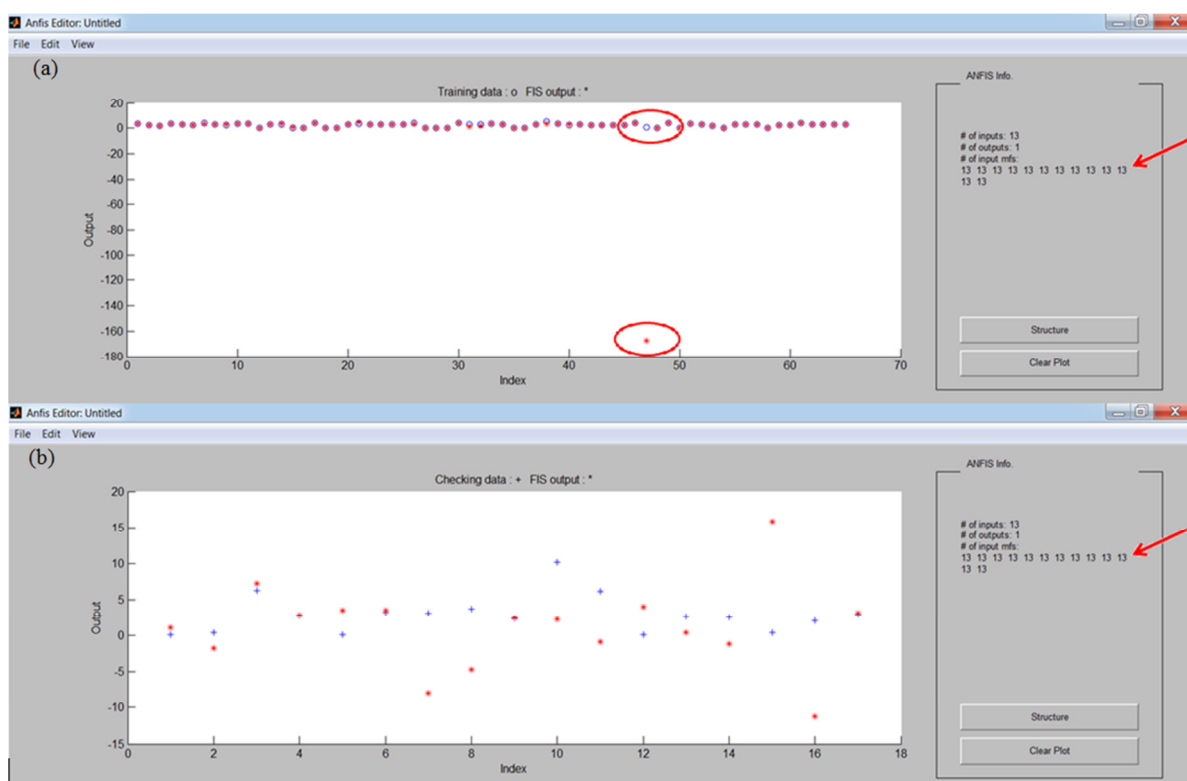 Anfis Editor: Untitled
File Edit View
(a)
Training data : o FIS output : *
20
0
-20
-40
-60
-80
-100
-120
-140
-160
-180
Output
0 10 20 30 40 50 60 70
Index
ANFIS Info.
# of inputs: 13
# of outputs: 1
# of input mfs:
13 13 13 13 13 13 13 13 13 13 13
13 13
Structure
Clear Plot
Anfis Editor: Untitled
File Edit View
(b)
Checking data : + FIS output : *
20
15
10
5
0
-5
-10
-15
Output
0 2 4 6 8 10 12 14 16 18
Index
ANFIS Info.
# of inputs: 13
# of outputs: 1
# of input mfs:
13 13 13 13 13 13 13 13 13 13 13
13 13
Structure
Clear Plot